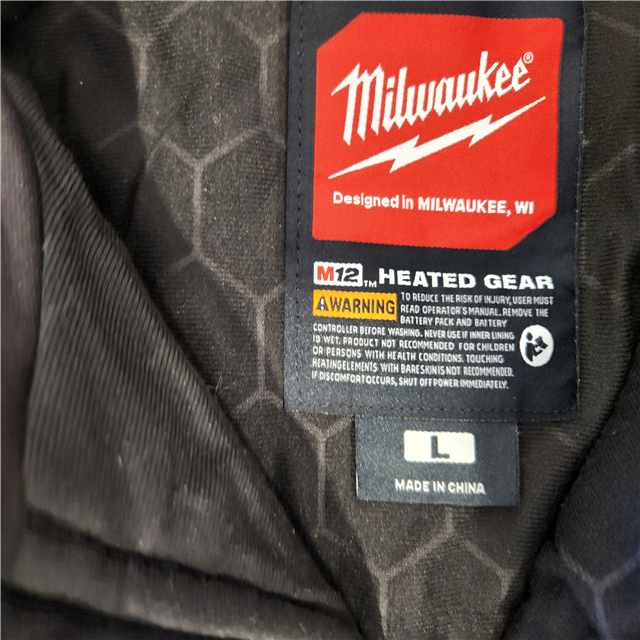 Milwaukee®
Designed in MILWAUKEE, WI
M12™ HEATED GEAR
WARNING
TO REDUCE THE RISK OF INJURY, USER MUST
READ OPERATOR'S MANUAL. REMOVE THE
BATTERY PACK AND BATTERY
CONTROLLER BEFORE WASHING. NEVER USE IF INNER LINING
IS WET. PRODUCT NOT RECOMMENDED FOR CHILDREN
OR PERSONS WITH HEALTH CONDITIONS. TOUCHING
HEATING ELEMENTS WITH BARE SKIN IS NOT RECOMMENDED.
IF DISCOMFORT OCCURS, SHUT OFF POWER IMMEDIATELY.
L
MADE IN CHINA